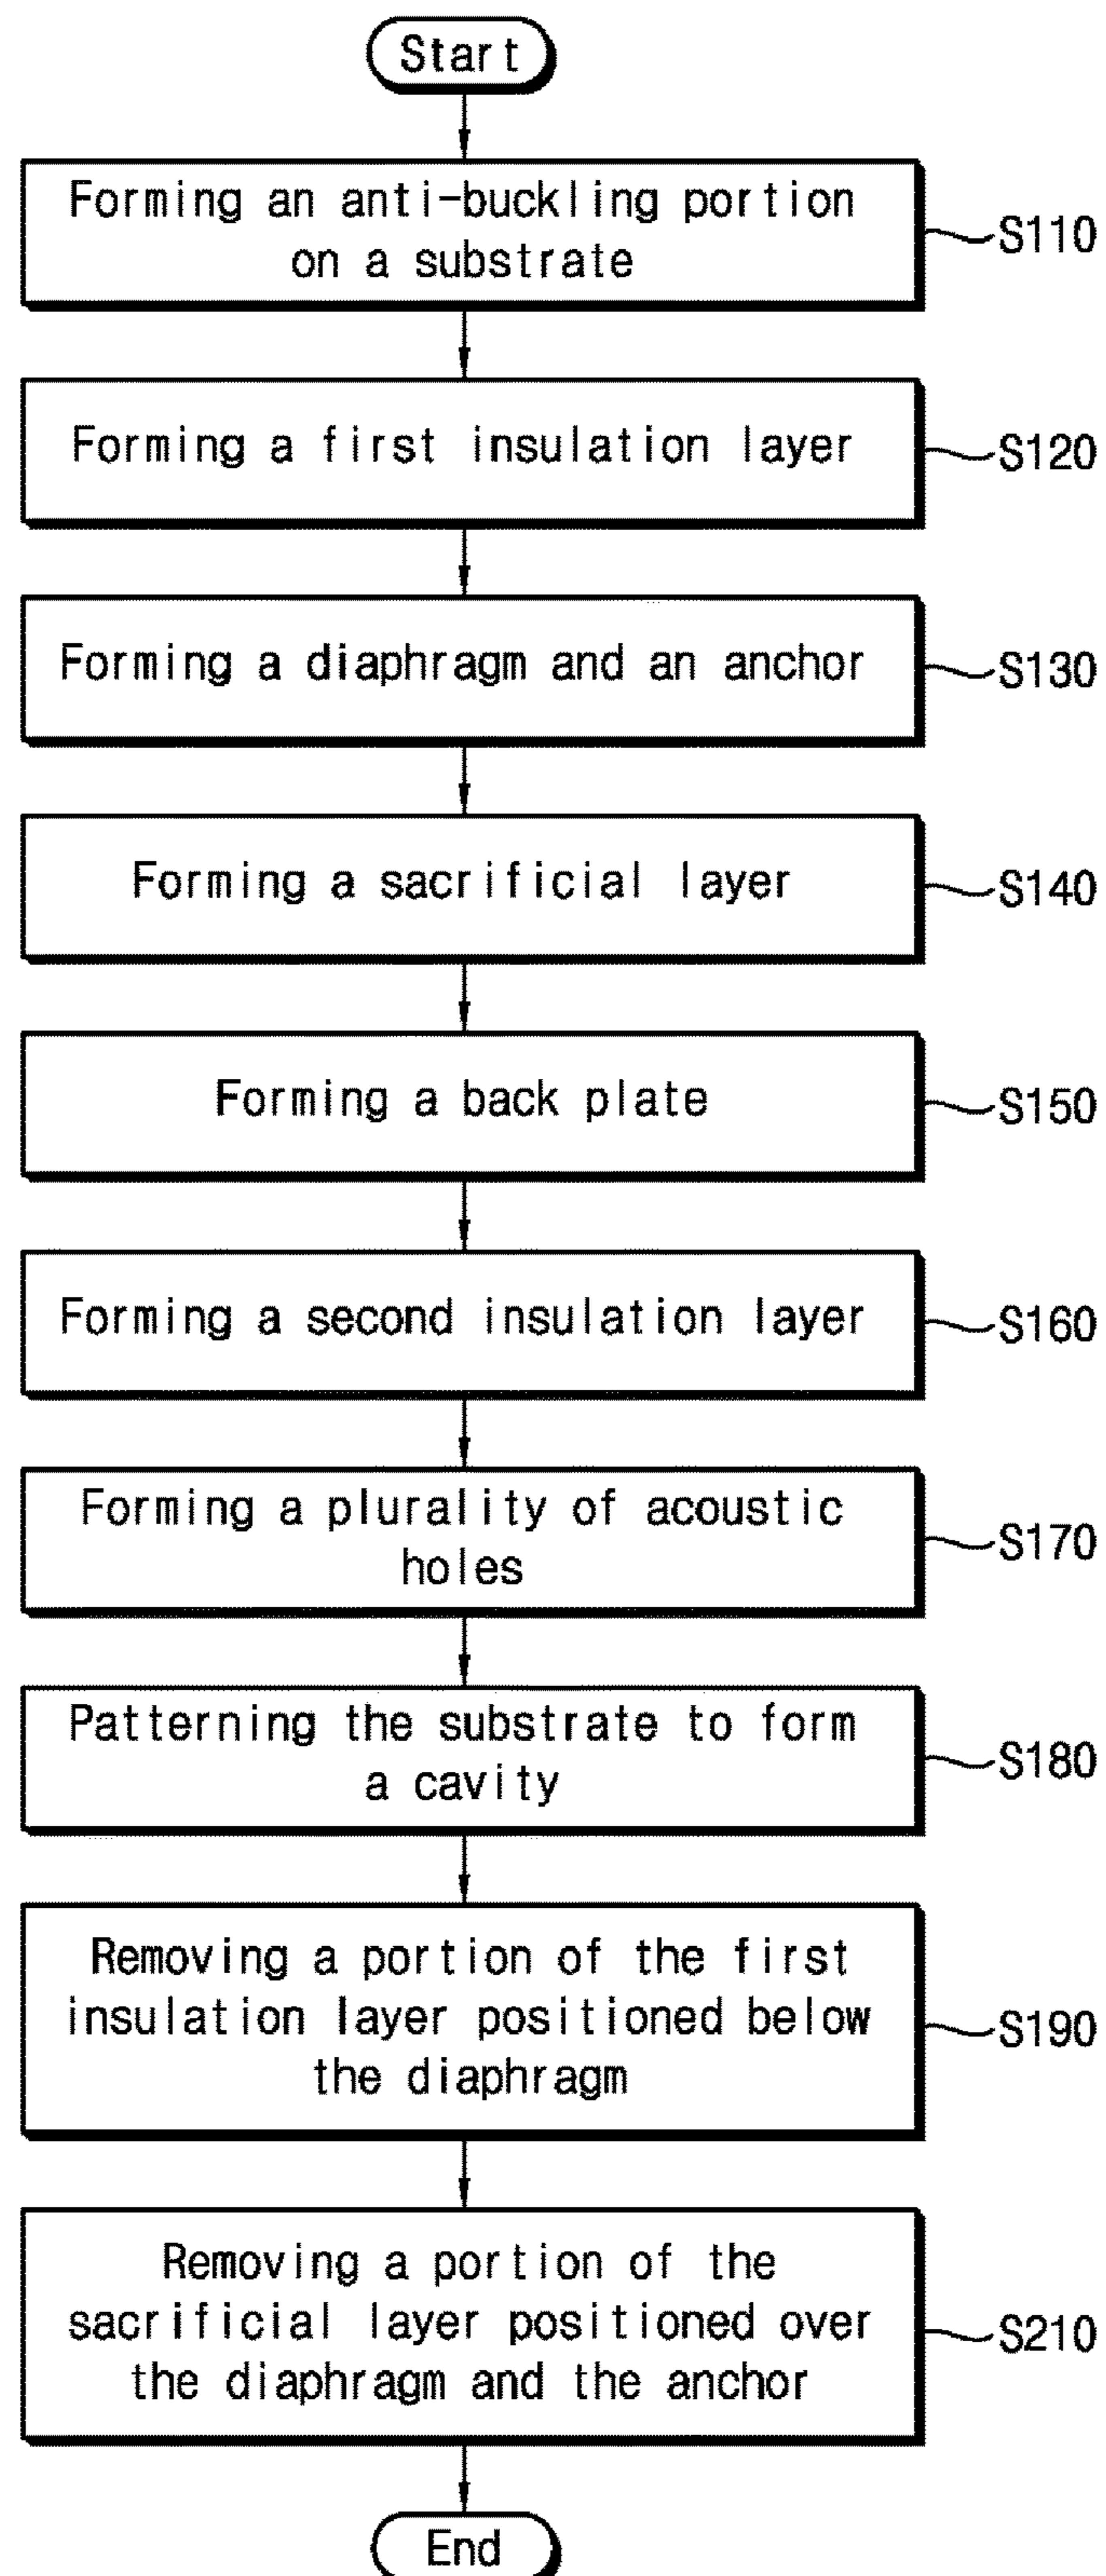 Start
Forming an anti-buckling portion
on a substrate
S110
Forming a first insulation layer
S120
Forming a diaphragm and an anchor
S130
Forming a sacrificial layer
S140
Forming a back plate
S150
Forming a second insulation layer
S160
Forming a plurality of acoustic
holes
S170
Patterning the substrate to form
a cavity
S180
Removing a portion of the first
insulation layer positioned below
the diaphragm
S190
Removing a portion of the
sacrificial layer positioned over
the diaphragm and the anchor
S210
End